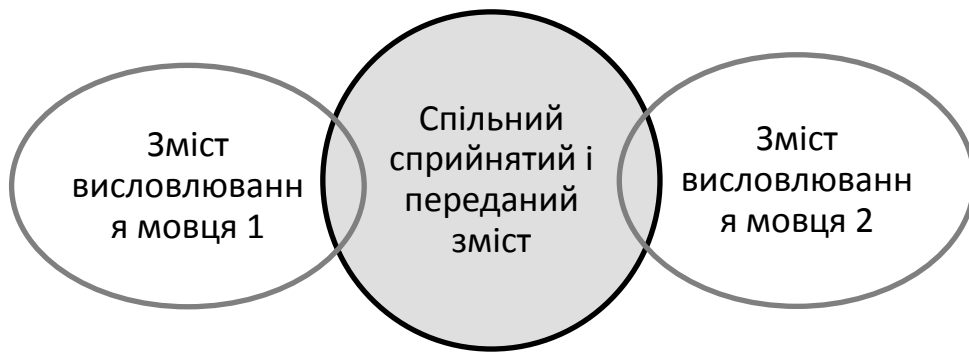 Зміст
висловлюванн
я мовця 1
Спільний
сприйнятий і
переданий
зміст
Зміст
висловлюванн
я мовця 2